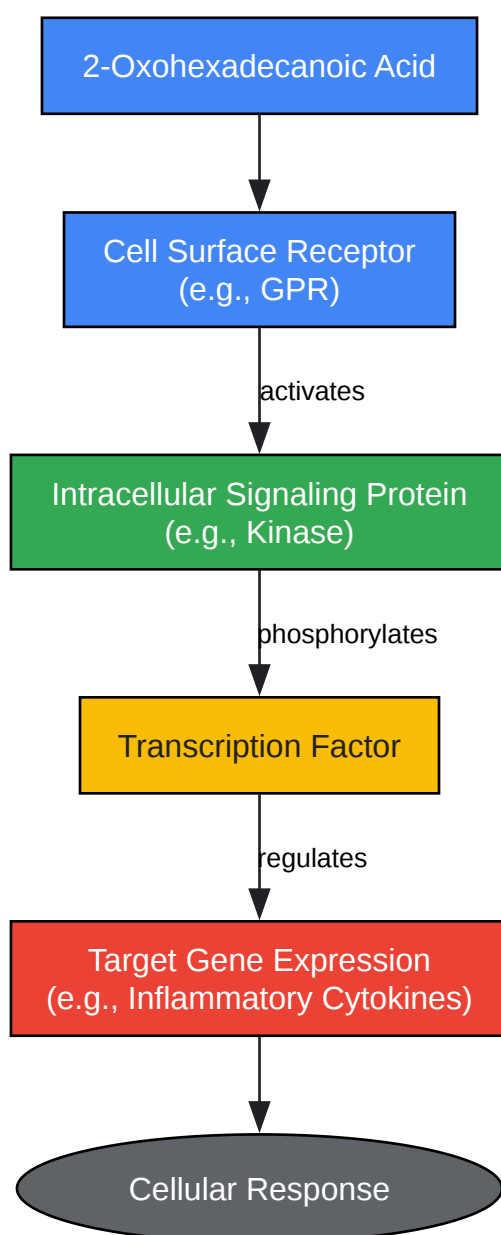 2-Oxohexadecanoic Acid
Cell Surface Receptor
(e.g., GPR)
activates
Intracellular Signaling Protein
(e.g., Kinase)
phosphorylates
Transcription Factor
regulates
Target Gene Expression
(e.g., Inflammatory Cytokines)
Cellular Response